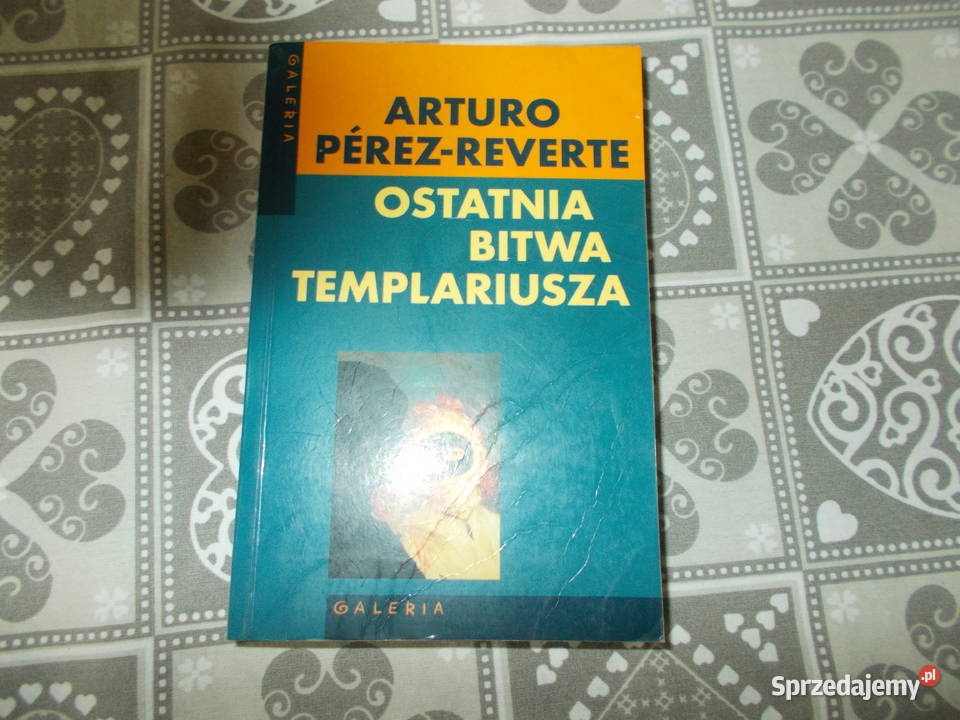 GALERIA
ARTURO
PÉREZ-REVERTE
OSTATNIA
BITWA
TEMPLARIUSZA
GALERIA
Sprzedajemy.pl